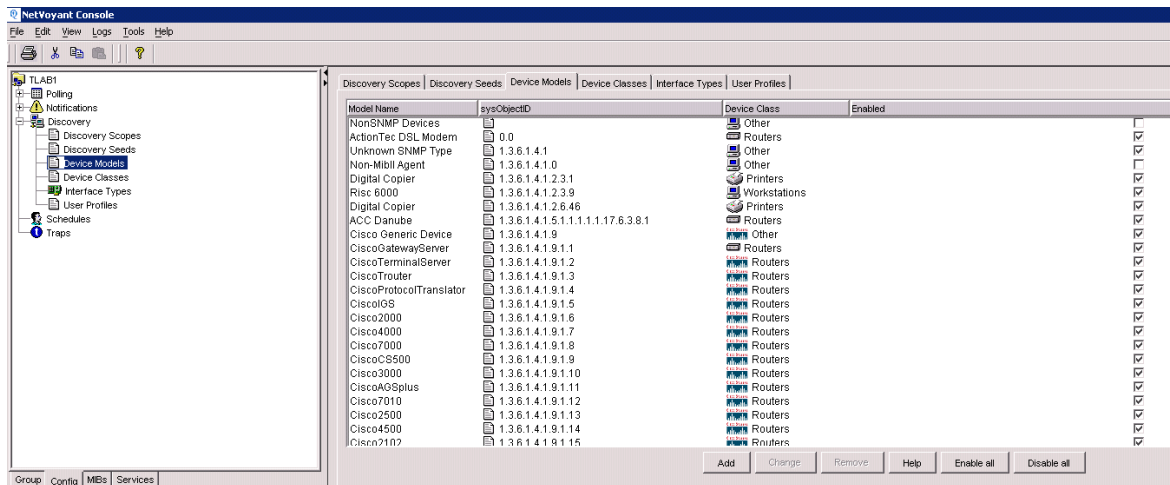 NetVoyant Console
File Edit View Logs Tools Help
TLAB1
Polling
Notifications
Discovery
Discovery Scopes
Discovery Seeds
Device Models
Device Classes
Interface Types
User Profiles
Schedules
Traps
Group Config MIBs Services
Discovery Scopes Discovery Seeds Device Models Device Classes Interface Types User Profiles
Model Name sysObjectID Device Class Enabled
NonSNMP Devices Other
ActionTec DSL Modem 0.0 Routers
Unknown SNMP Type 1.3.6.1.4.1 Other
Non-MibII Agent 1.3.6.1.4.1.0 Other
Digital Copier 1.3.6.1.4.1.2.3.1 Printers
Risc 6000 1.3.6.1.4.1.2.3.9 Workstations
Digital Copier 1.3.6.1.4.1.2.6.46 Printers
ACC Danube 1.3.6.1.4.1.5.1.1.1.1.1.17.6.3.8.1 Routers
Cisco Generic Device 1.3.6.1.4.1.9 Other
CiscoGatewayServer 1.3.6.1.4.1.9.1.1 Routers
CiscoTerminalServer 1.3.6.1.4.1.9.1.2 Routers
CiscoTrouter 1.3.6.1.4.1.9.1.3 Routers
CiscoProtocolTranslator 1.3.6.1.4.1.9.1.4 Routers
CiscoIGS 1.3.6.1.4.1.9.1.5 Routers
Cisco2000 1.3.6.1.4.1.9.1.6 Routers
Cisco4000 1.3.6.1.4.1.9.1.7 Routers
Cisco7000 1.3.6.1.4.1.9.1.8 Routers
CiscoCS500 1.3.6.1.4.1.9.1.9 Routers
Cisco3000 1.3.6.1.4.1.9.1.10 Routers
CiscoAGSplus 1.3.6.1.4.1.9.1.11 Routers
Cisco7010 1.3.6.1.4.1.9.1.12 Routers
Cisco2500 1.3.6.1.4.1.9.1.13 Routers
Cisco4500 1.3.6.1.4.1.9.1.14 Routers
Cisco2102 1.3.6.1.4.1.9.1.15 Routers
Add Change Remove Help Enable all Disable all